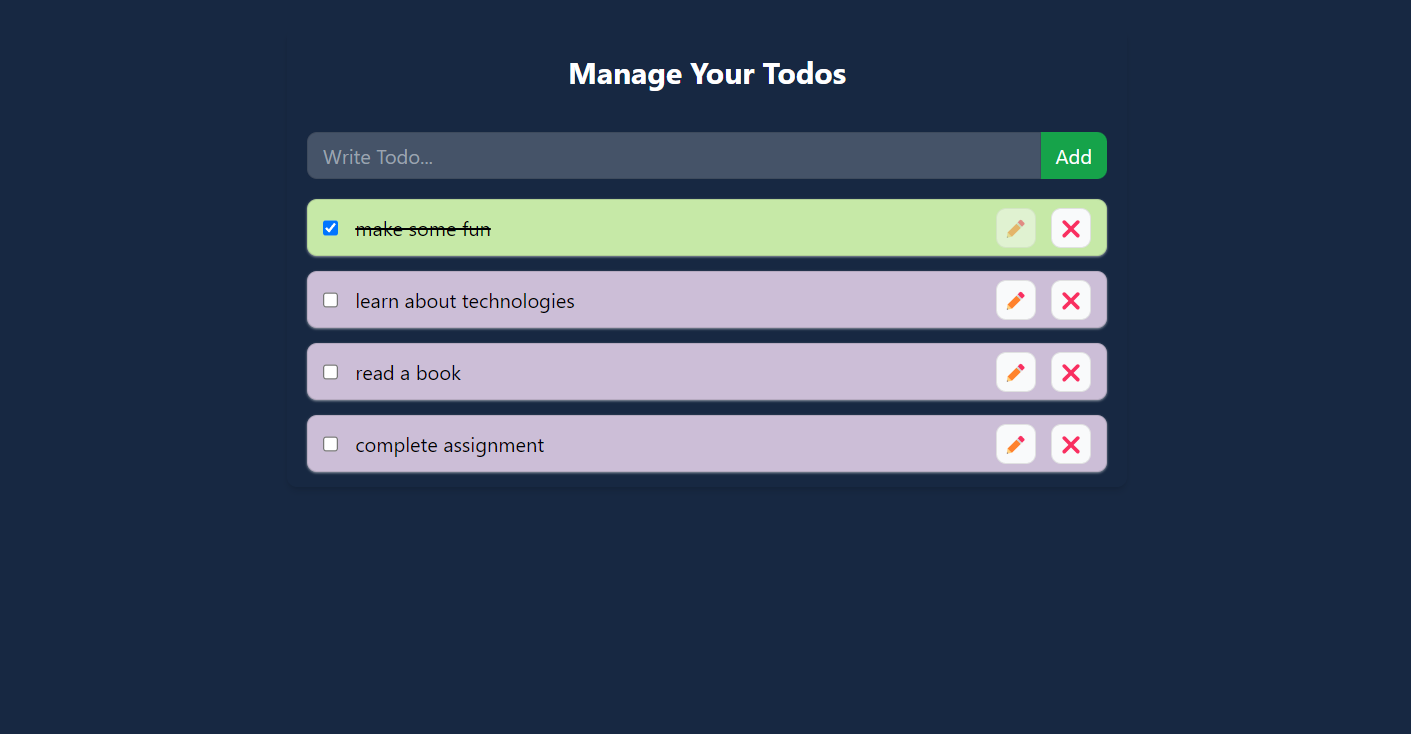 Manage Your Todos
Write Todo...
Add
make some fun
learn about technologies
read a book
complete assignment